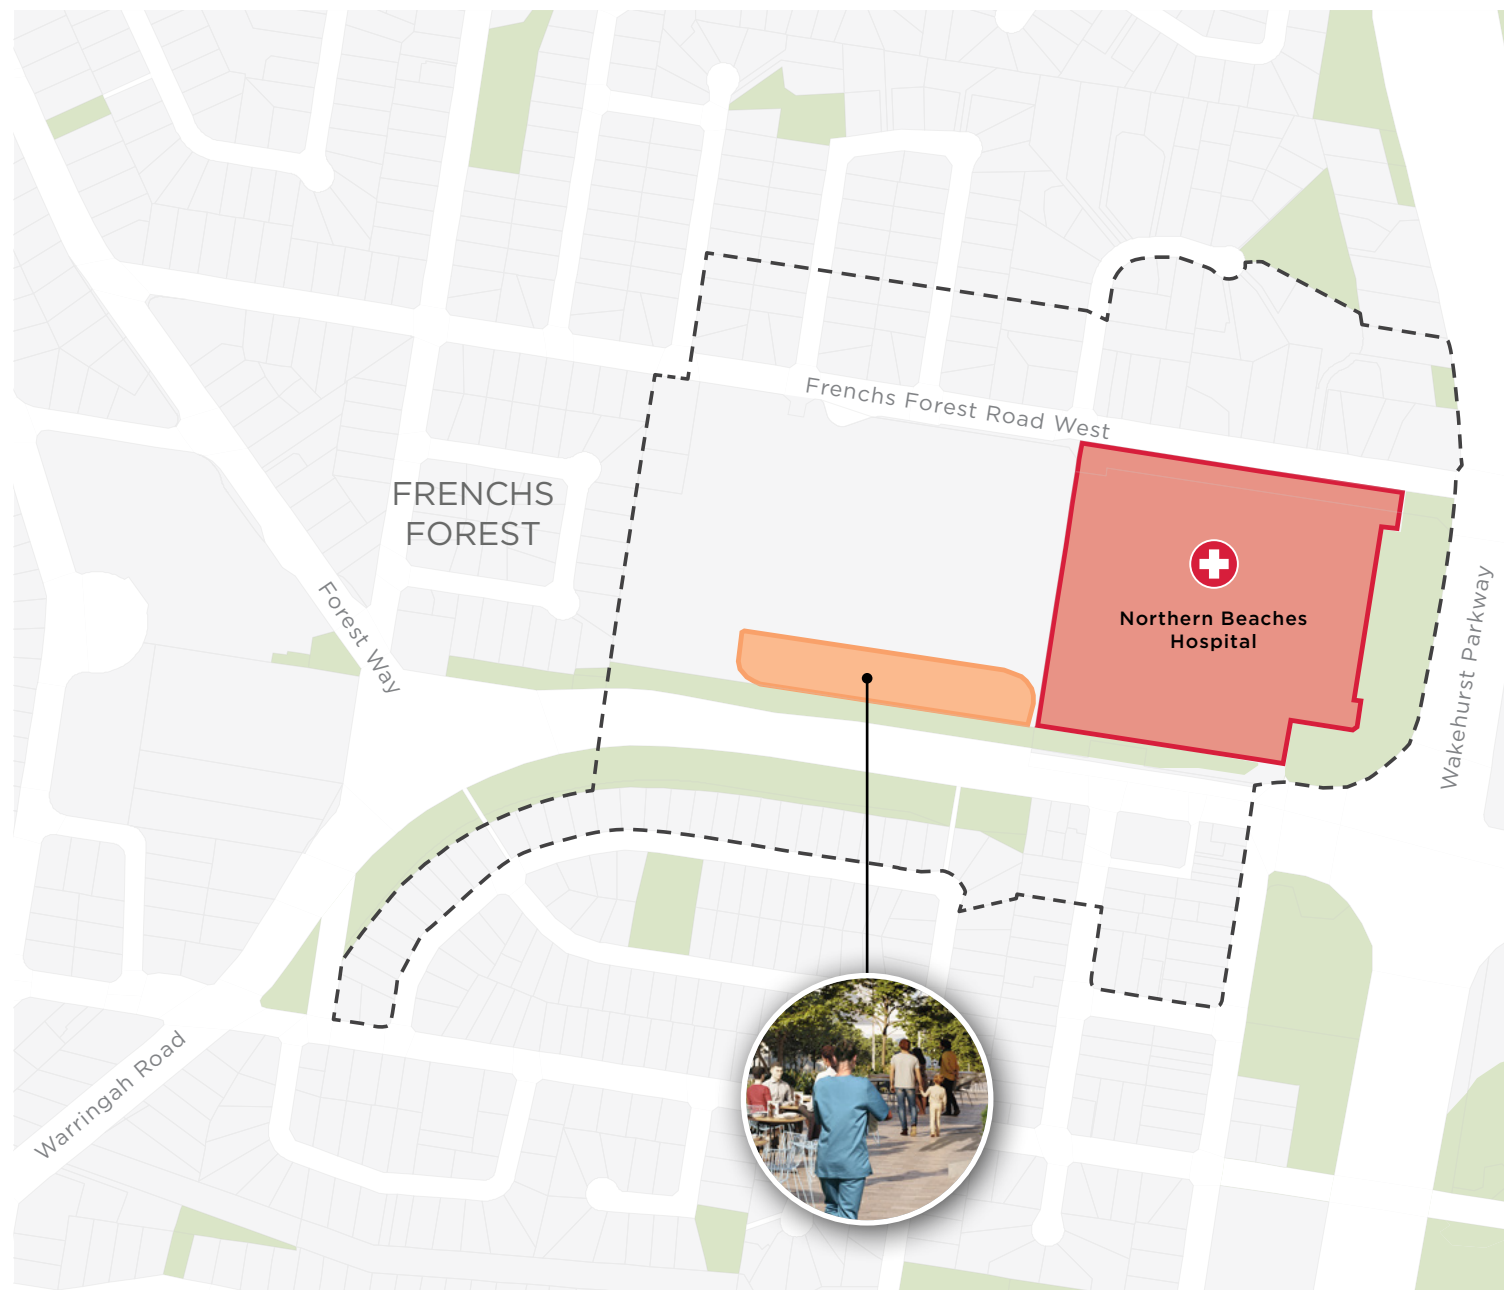 Frenchs Forest Road West
FRENCHS
FOREST
Northern Beaches
Hospital
Forest Way
Wakehurst Parkway
Warringah Road